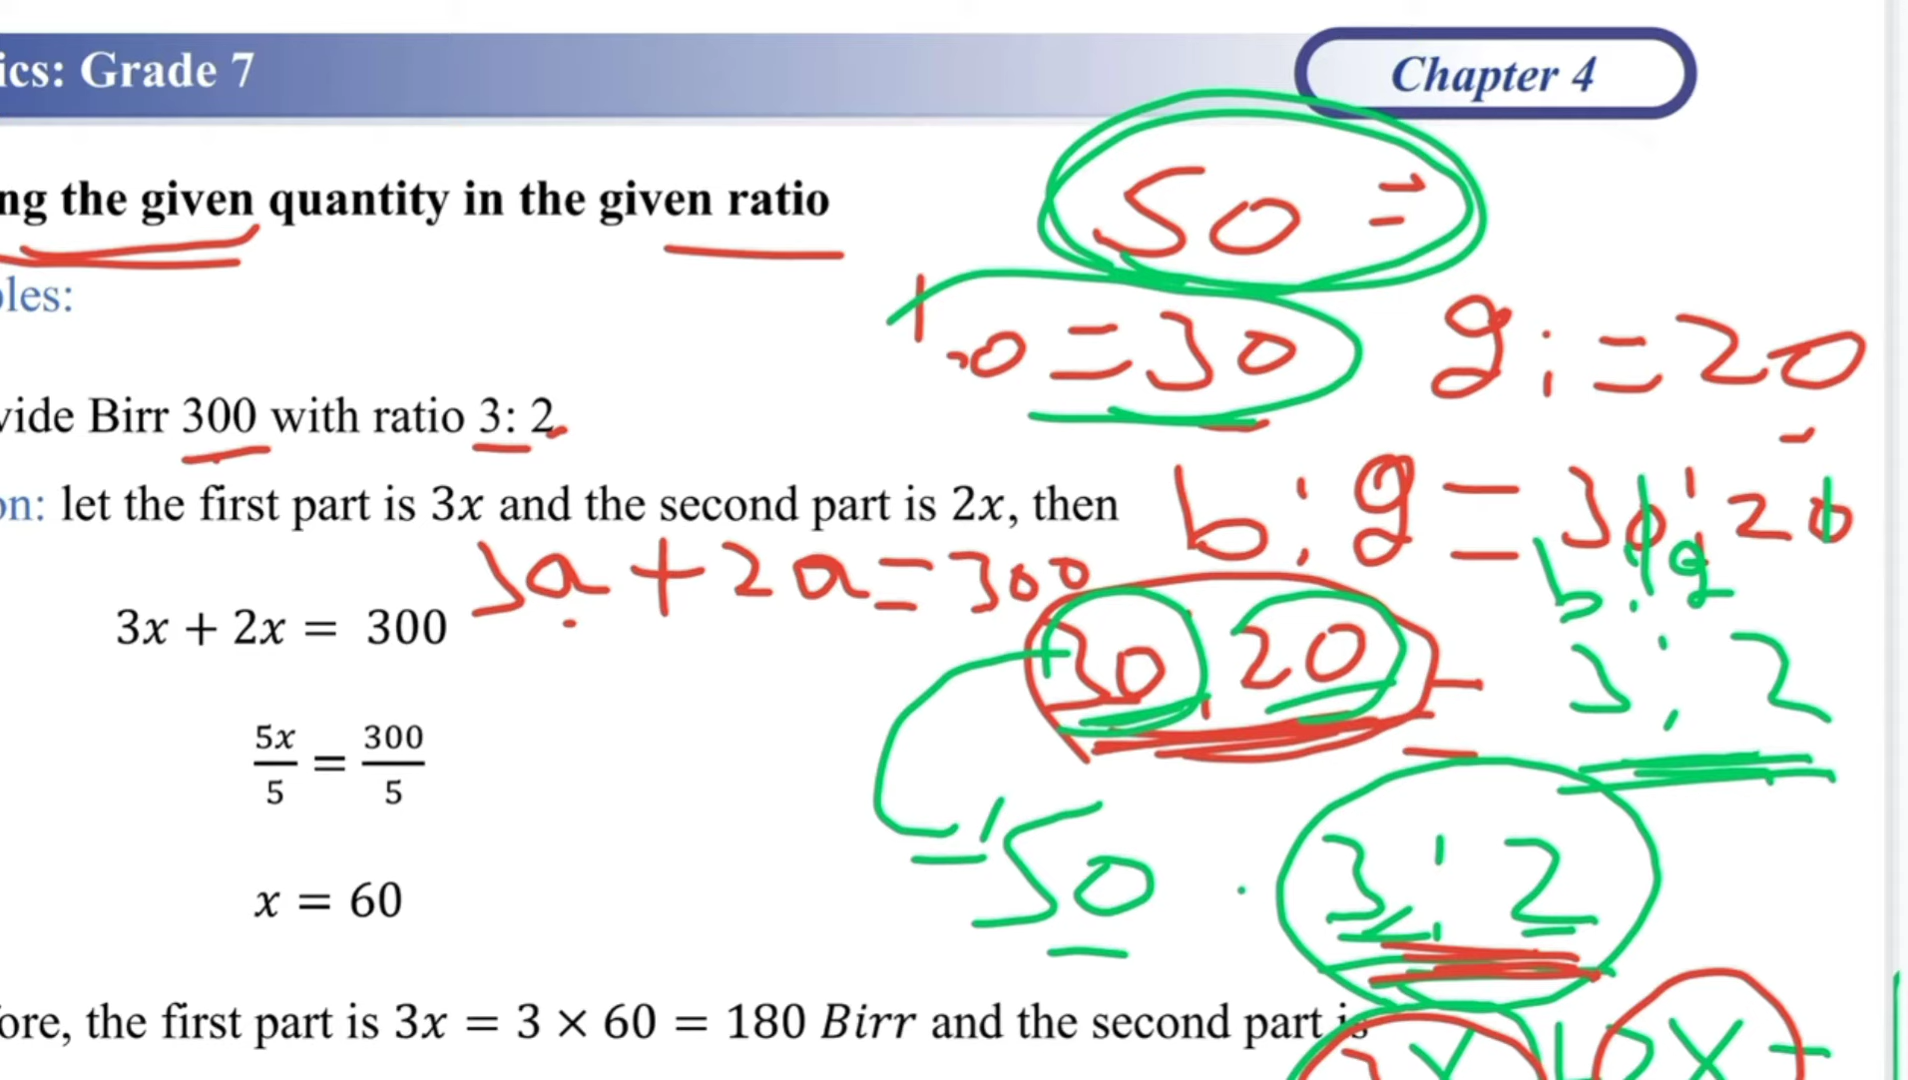 ics: Grade 7
Chapter 4
ng the given quantity in the given ratio
50 =
les:
= 30
g : = 20
vide Birr 300 with ratio 3: 2
on: let the first part is 3x and the second part is 2x, then
b : g = 30 : 20
b : g
3a + 2a = 300
3x + 2x = 300
30 : 20 =
3 : 2
5x/5 = 300/5
50
3 : 2
x = 60
ore, the first part is 3x = 3 × 60 = 180 Birr and the second part is